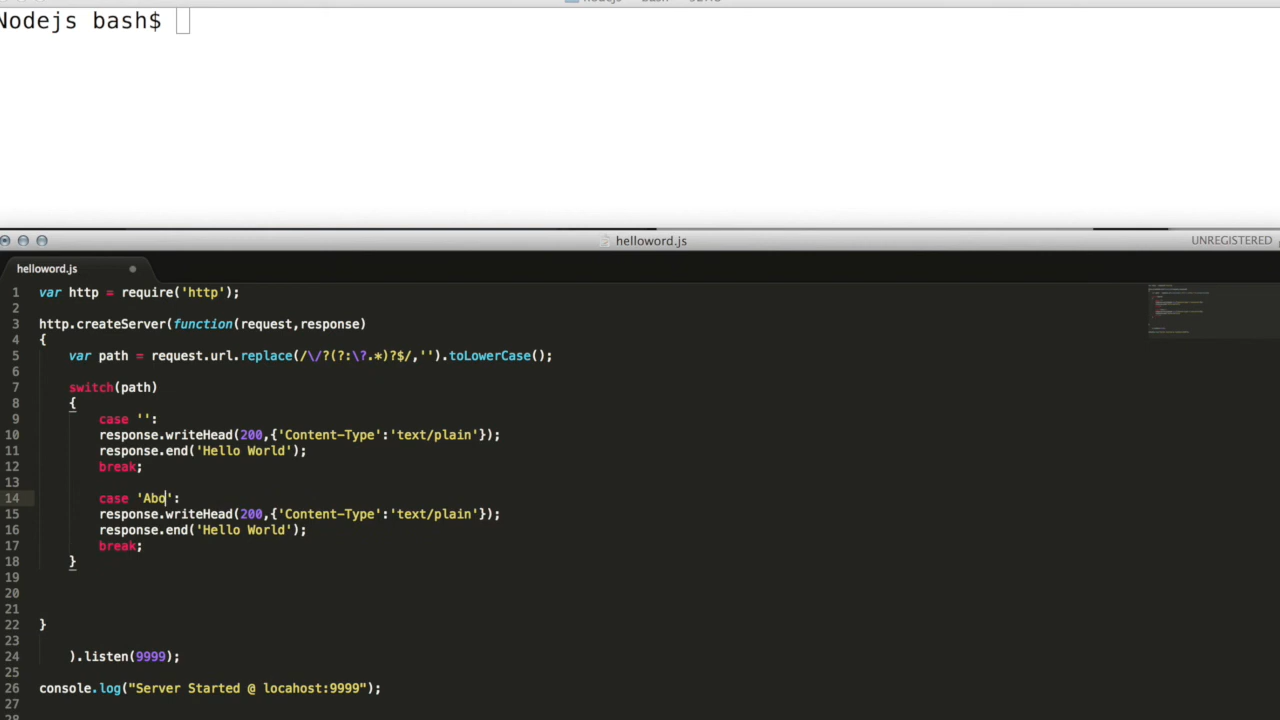 Nodejs bash$
helloword.js
UNREGISTERED
helloword.js
1 var http = require('http');
2
3 http.createServer(function(request,response)
4 {
5 var path = request.url.replace(/\/?(?:\?.*)?$/,'').toLowerCase();
6
7 switch(path)
8 {
9 case '':
10 response.writeHead(200,{'Content-Type':'text/plain'});
11 response.end('Hello World');
12 break;
13
14 case 'Abo':
15 response.writeHead(200,{'Content-Type':'text/plain'});
16 response.end('Hello World');
17 break;
18 }
19
20
21
22 }
23
24 ).listen(9999);
25
26 console.log("Server Started @ locahost:9999");
27